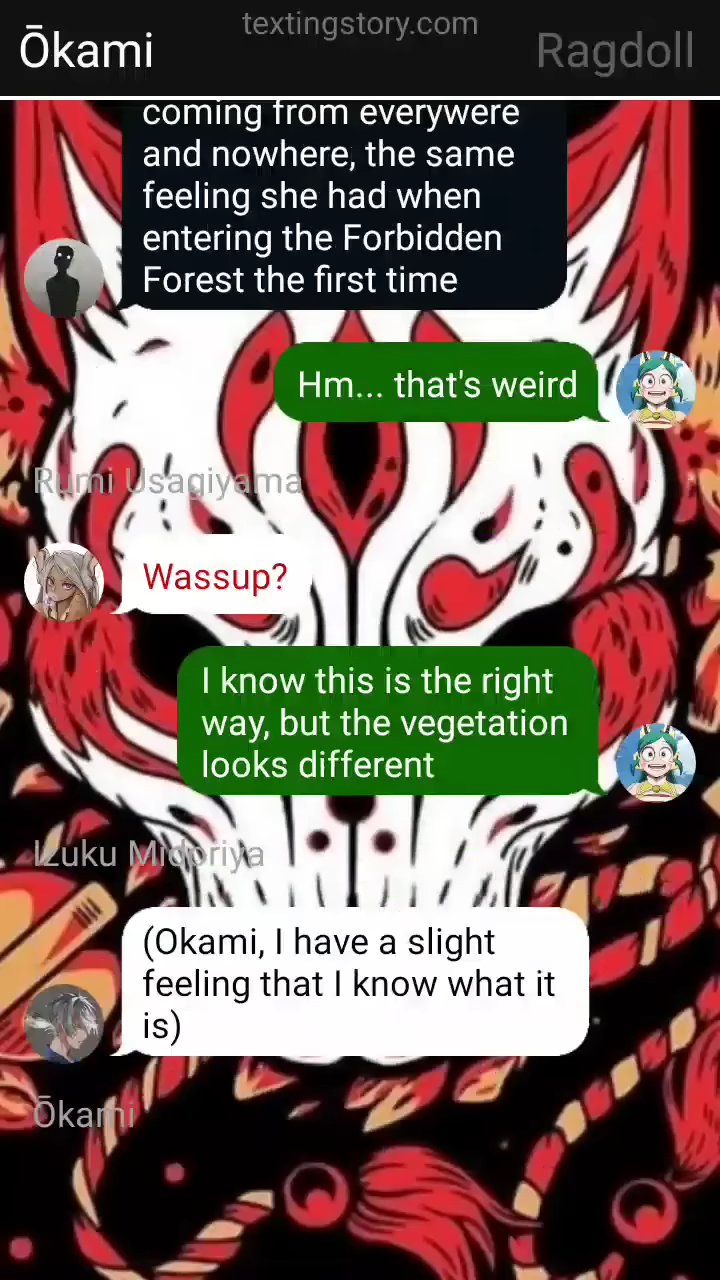 textingstory.com
Ōkami
Ragdoll
coming from everywere
and nowhere, the same
feeling she had when
entering the Forbidden
Forest the first time
Hm... that's weird
Rumi Usagiyama
Wassup?
I know this is the right
way, but the vegetation
looks different
Izuku Midoriya
(Okami, I have a slight
feeling that I know what it
is)
Ōkami